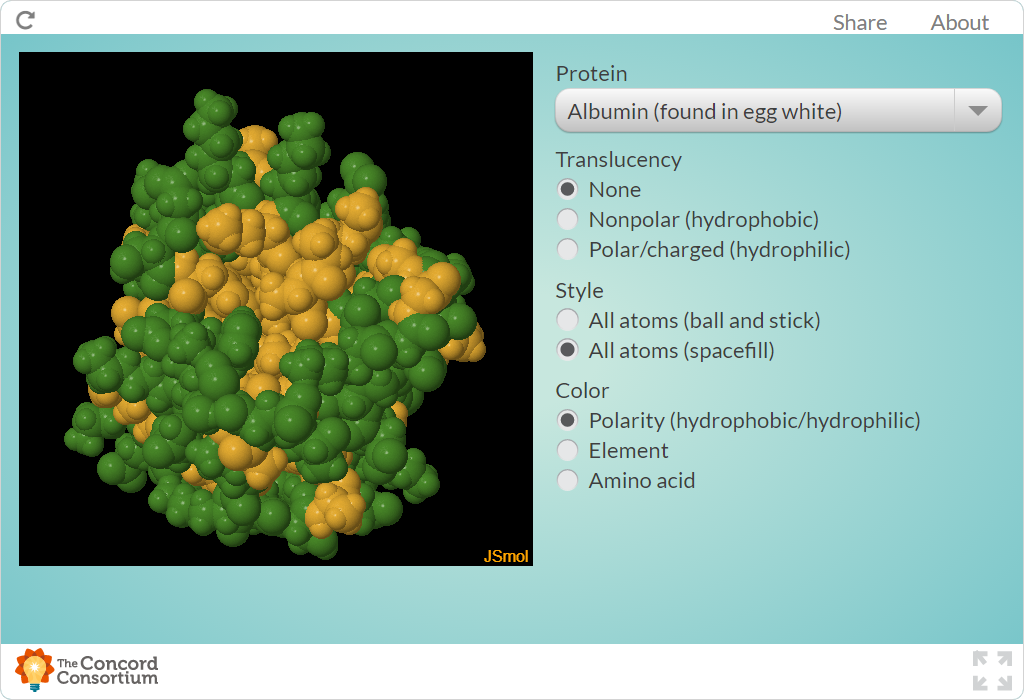 Share
About
Protein
Albumin (found in egg white)
Translucency
None
Nonpolar (hydrophobic)
Polar/charged (hydrophilic)
Style
All atoms (ball and stick)
All atoms (spacefill)
Color
Polarity (hydrophobic/hydrophilic)
Element
Amino acid
JSmol
The Concord
Consortium